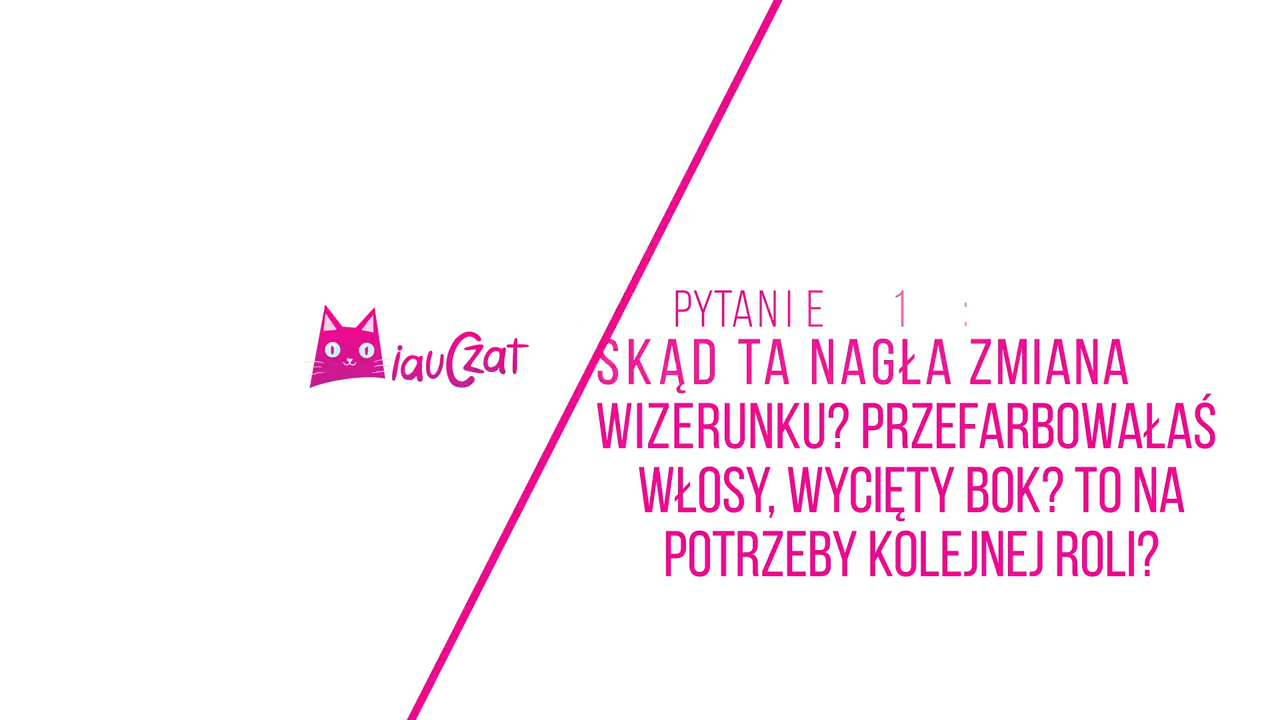 iauCzat
PYTANIE 1 :
SKĄD TA NAGŁA ZMIANA
WIZERUNKU? PRZEFARBOWAŁAŚ
WŁOSY, WYCIĘTY BOK? TO NA
POTRZEBY KOLEJNEJ ROLI?